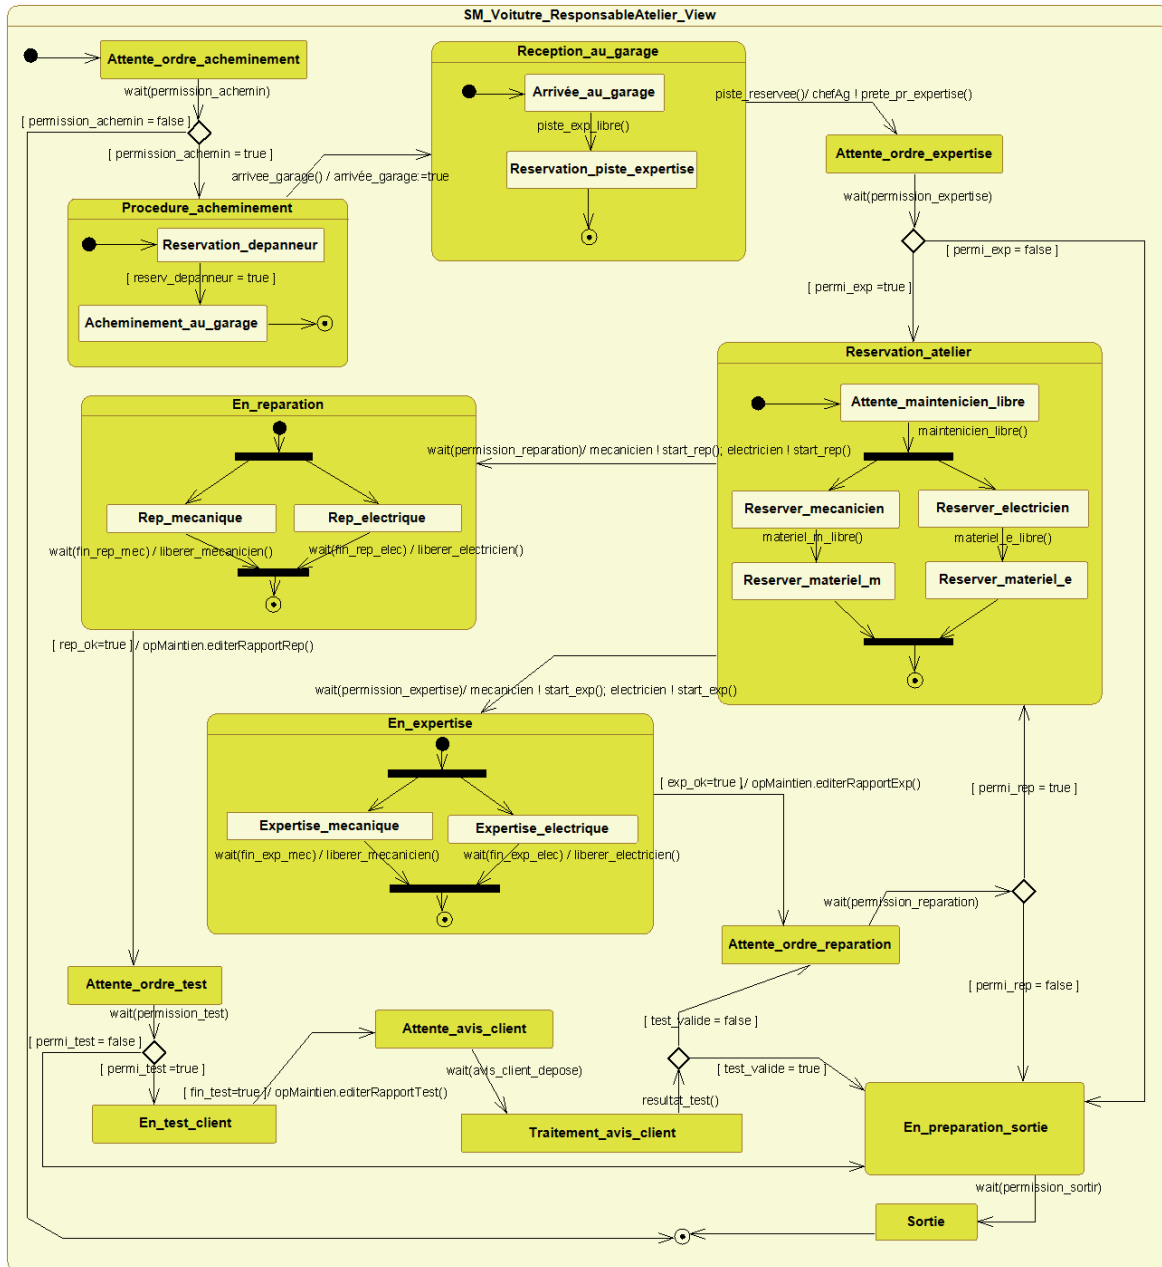 SM_Voitutre_ResponsableAtelier_View
Attente_ordre_acheminement
wait(permission_achemin)
[ permission_achemin = false ]
[ permission_achemin = true ]
Reception_au_garage
Arrivée_au_garage
piste_exp_libre()
Reservation_piste_expertise
piste_reservee()/ chefAg ! prete_pr_expertise()
Attente_ordre_expertise
wait(permission_expertise)
[ permi_exp = false ]
[ permi_exp =true ]
arrivee_garage() / arrivée_garage:=true
Procedure_acheminement
Reservation_depanneur
[ reserv_depanneur = true ]
Acheminement_au_garage
Reservation_atelier
Attente_maintenicien_libre
maintenicien_libre()
Reserver_mecanicien
Reserver_electricien
materiel_m_libre()
materiel_e_libre()
Reserver_materiel_m
Reserver_materiel_e
En_reparation
wait(permission_reparation)/ mecanicien ! start_rep(); electricien ! start_rep()
Rep_mecanique
Rep_electrique
wait(fin_rep_mec) / liberer_mecanicien()
wait(fin_rep_elec) / liberer_electricien()
[ rep_ok=true ]/ opMaintien.editerRapportRep()
wait(permission_expertise)/ mecanicien ! start_exp(); electricien ! start_exp()
En_expertise
Expertise_mecanique
Expertise_electrique
wait(fin_exp_mec) / liberer_mecanicien()
wait(fin_exp_elec) / liberer_electricien()
[ exp_ok=true ]/ opMaintien.editerRapportExp()
[ permi_rep = true ]
wait(permission_reparation)
Attente_ordre_reparation
[ permi_rep = false ]
Attente_ordre_test
wait(permission_test)
[ permi_test = false ]
[ permi_test =true ]
Attente_avis_client
[ test_valide = false ]
[ test_valide = true ]
wait(avis_client_depose)
[ fin_test=true ]/ opMaintien.editerRapportTest()
resultat_test()
En_test_client
Traitement_avis_client
En_preparation_sortie
wait(permission_sortir)
Sortie